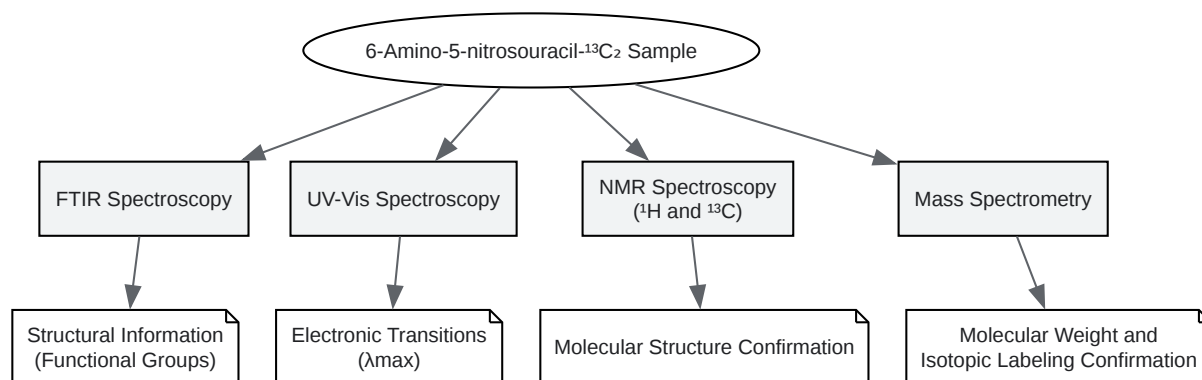 6-Amino-5-nitrosouracil-¹³C₂ Sample
FTIR Spectroscopy
UV-Vis Spectroscopy
NMR Spectroscopy
(¹H and ¹³C)
Mass Spectrometry
Structural Information
(Functional Groups)
Electronic Transitions
(λmax)
Molecular Structure Confirmation
Molecular Weight and
Isotopic Labeling Confirmation